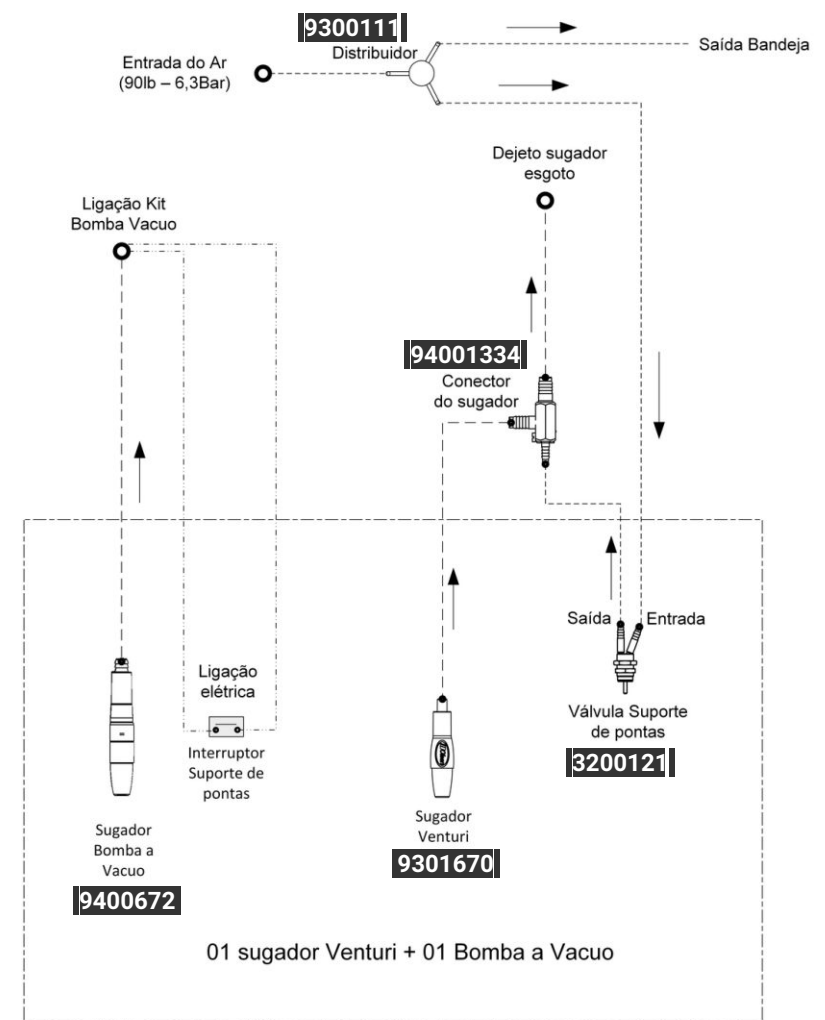 9300111
Distribuidor
Saída Bandeja
Entrada do Ar
(90lb – 6,3Bar)
Dejeto sugador
esgoto
Ligação Kit
Bomba Vacuo
94001334
Conector
do sugador
Saída
Entrada
Ligação
elétrica
Válvula Suporte
de pontas
3200121
Interruptor
Suporte de
pontas
Sugador
Venturi
9301670
Sugador
Bomba a
Vacuo
9400672
01 sugador Venturi + 01 Bomba a Vacuo